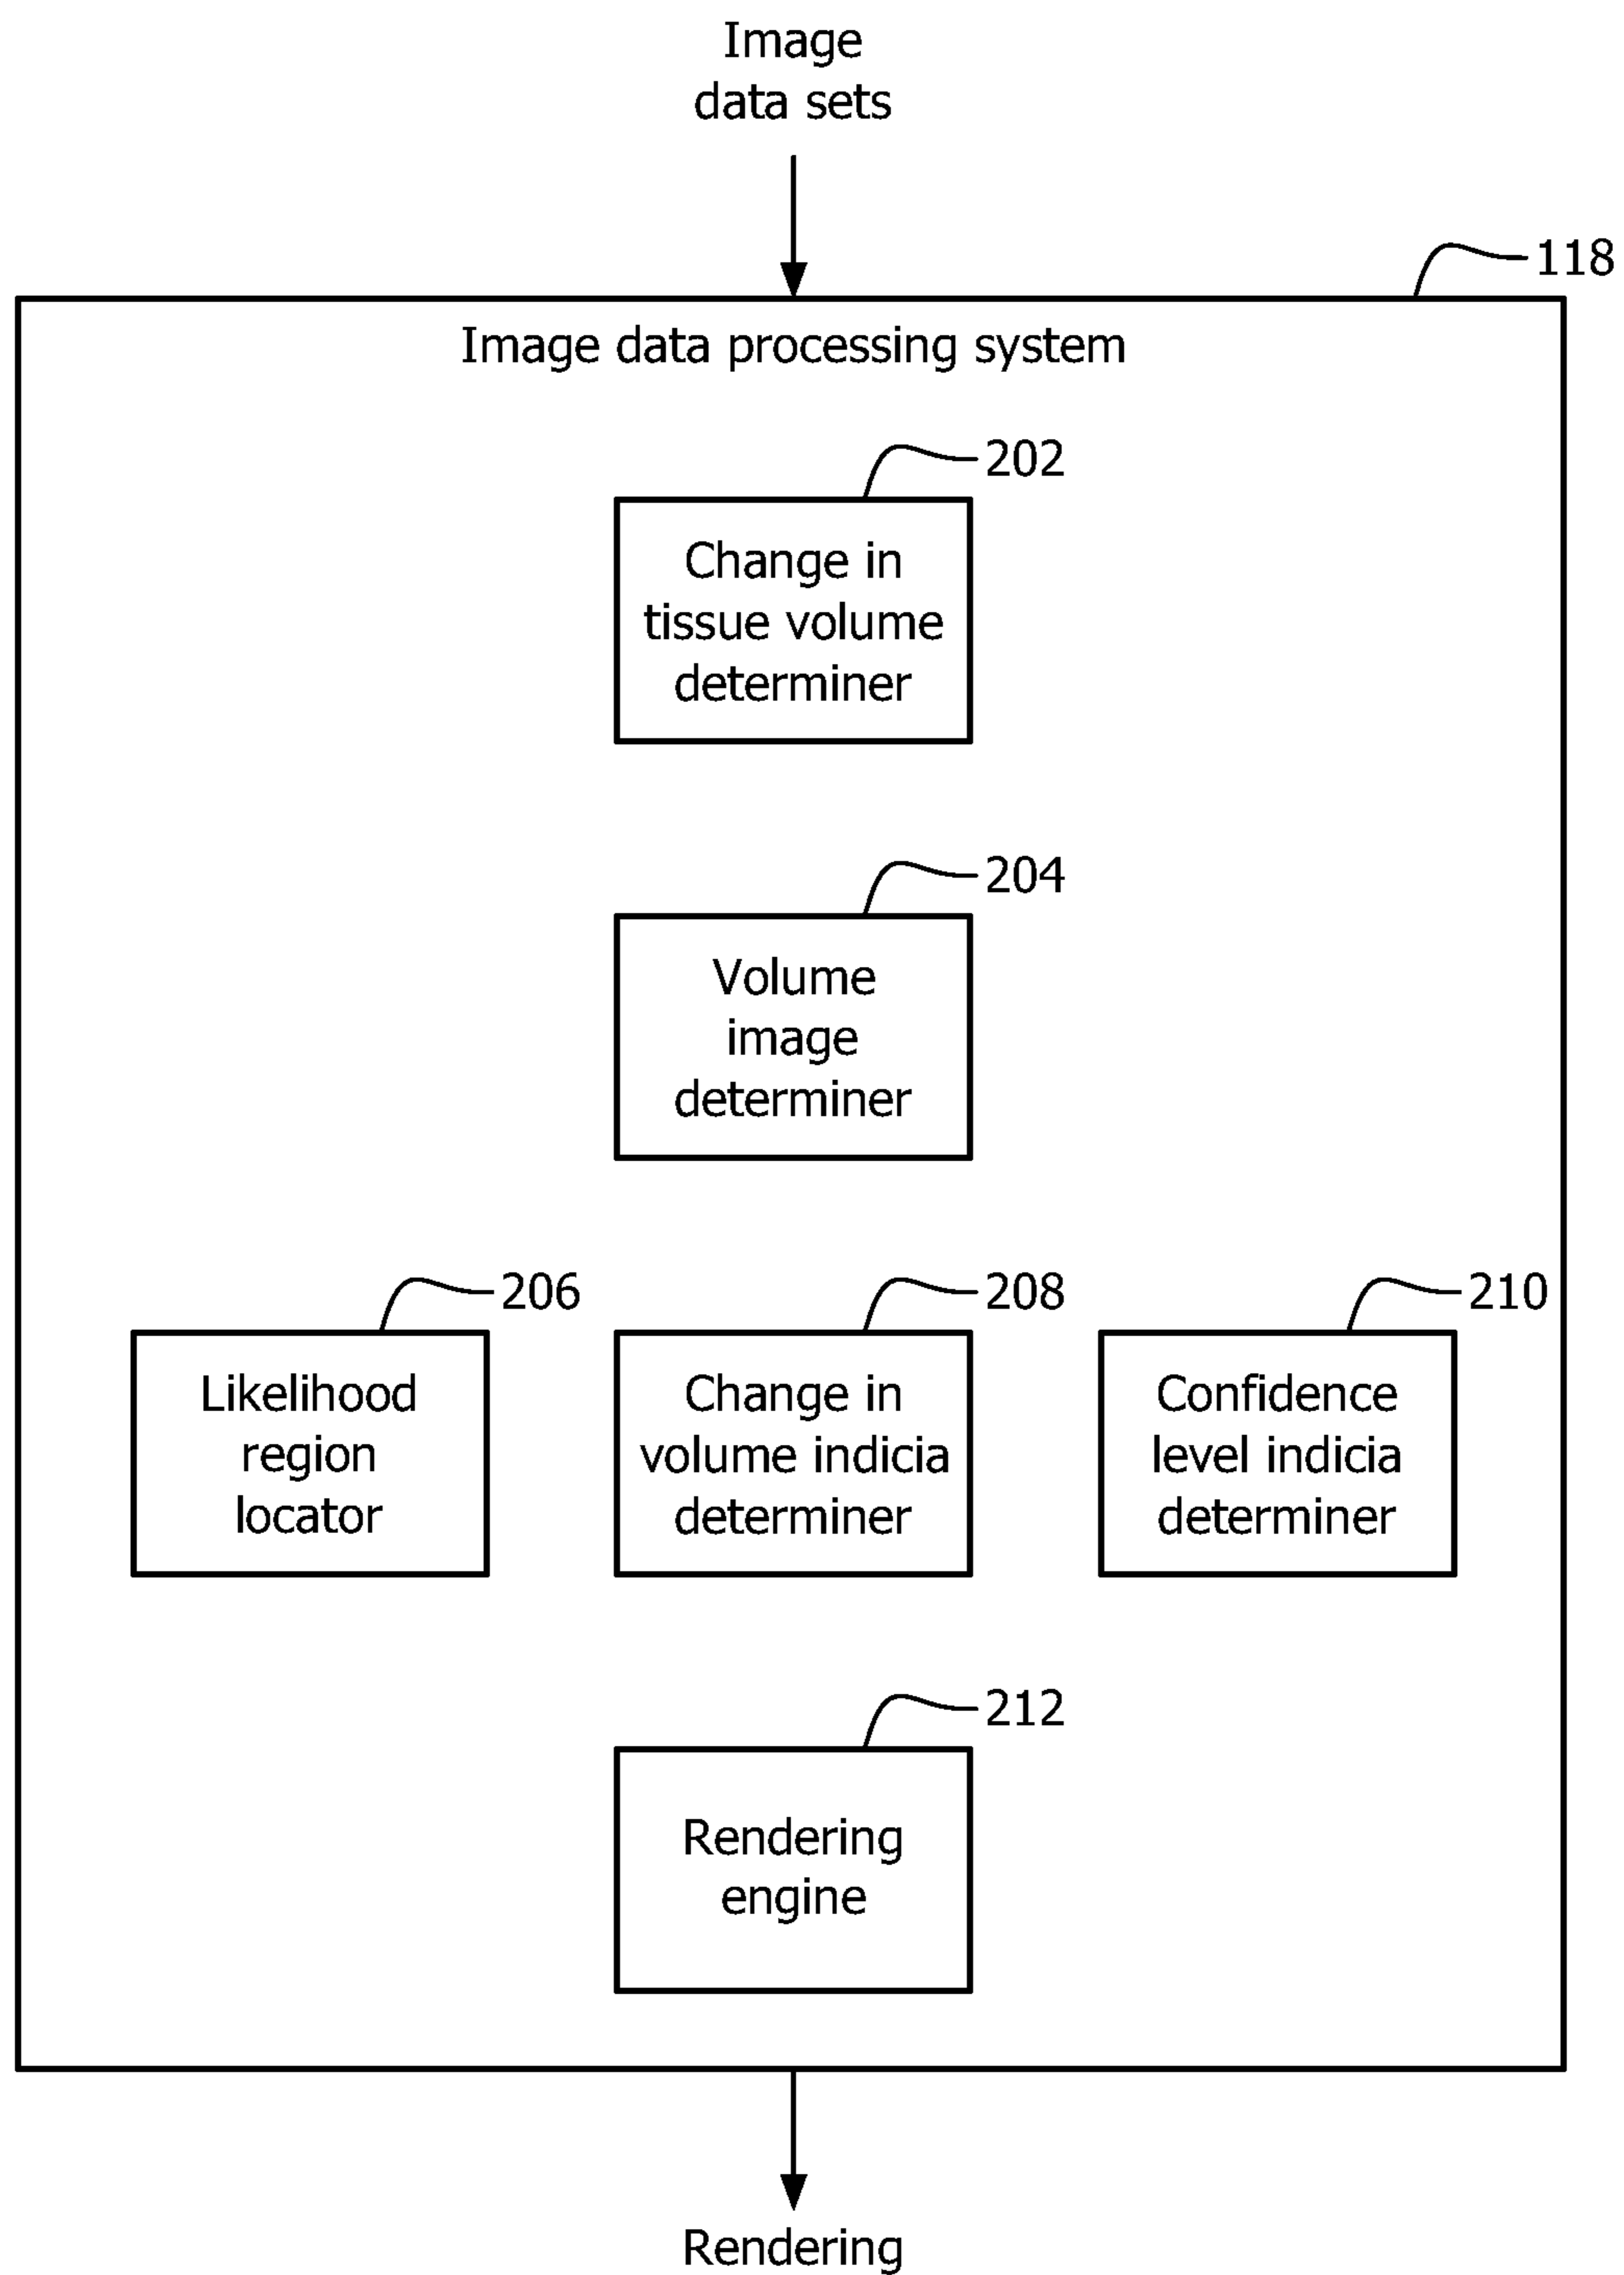 Image
data sets
118
Image data processing system
202
Change in
tissue volume
determiner
204
Volume
image
determiner
206
Likelihood
region
locator
208
Change in
volume indicia
determiner
210
Confidence
level indicia
determiner
212
Rendering
engine
Rendering